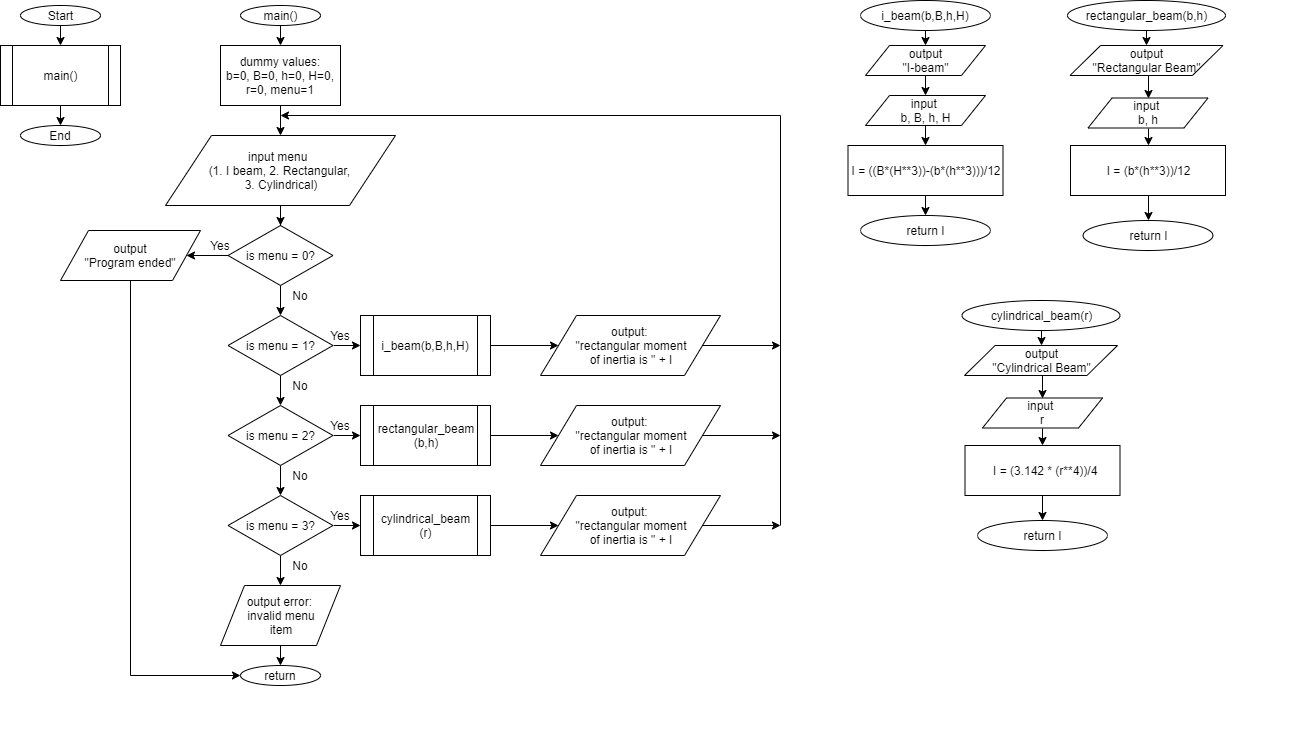 Start
main()
End
main()
dummy values:
b=0, B=0, h=0, H=0,
r=0, menu=1
input menu
(1. I beam, 2. Rectangular,
3. Cylindrical)
is menu = 0?
Yes
output
"Program ended"
No
is menu = 1?
Yes
i_beam(b,B,h,H)
output:
"rectangular moment
of inertia is " + I
No
is menu = 2?
Yes
rectangular_beam
(b,h)
output:
"rectangular moment
of inertia is " + I
No
is menu = 3?
Yes
cylindrical_beam
(r)
output:
"rectangular moment
of inertia is " + I
No
output error:
invalid menu
item
return
i_beam(b,B,h,H)
output
"I-beam"
input
b, B, h, H
I = ((B*(H**3))-(b*(h**3)))/12
return I
rectangular_beam(b,h)
output
"Rectangular Beam"
input
b, h
I = (b*(h**3))/12
return I
cylindrical_beam(r)
output
"Cylindrical Beam"
input
r
I = (3.142 * (r**4))/4
return I